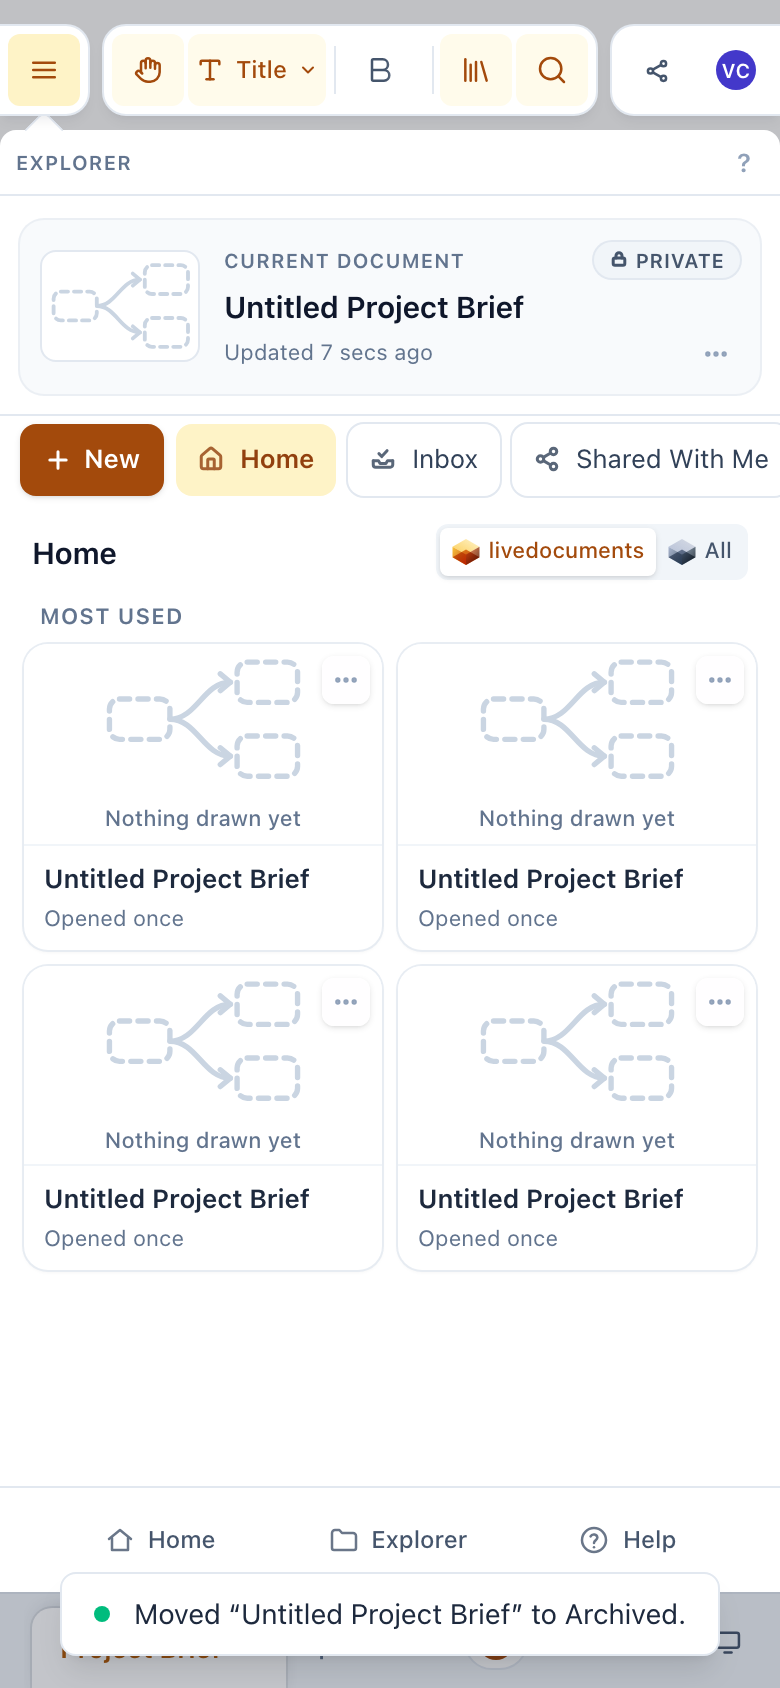 Title
B
VC
EXPLORER
?
CURRENT DOCUMENT
PRIVATE
Untitled Project Brief
Updated 7 secs ago
New
Home
Inbox
Shared With Me
Home
livedocuments
All
MOST USED
Nothing drawn yet
Nothing drawn yet
Untitled Project Brief
Untitled Project Brief
Opened once
Opened once
Nothing drawn yet
Nothing drawn yet
Untitled Project Brief
Untitled Project Brief
Opened once
Opened once
Home
Explorer
Help
Moved “Untitled Project Brief” to Archived.